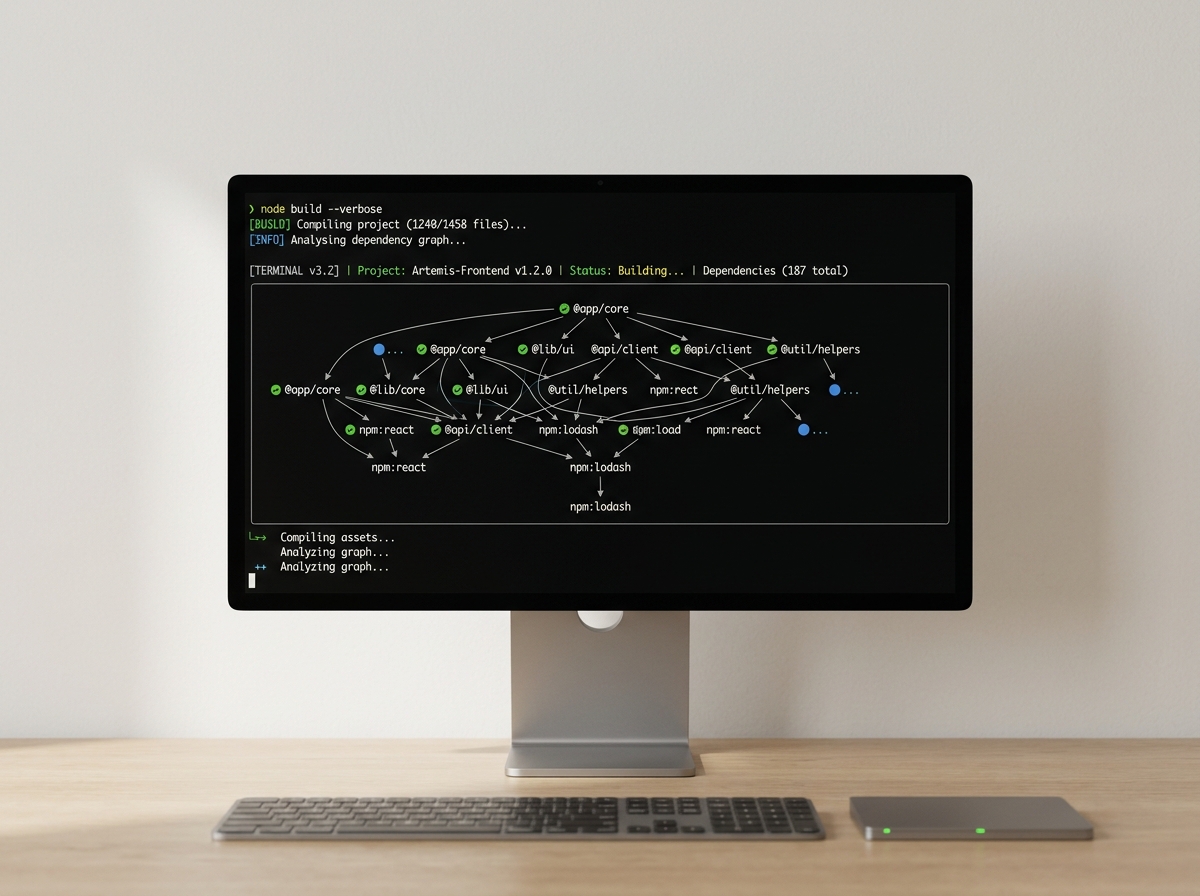 ❯ node build --verbose
[BUSLD] Compiling project (1240/1458 files)...
[ENFO] Analysing dependency graph...
[TERMINAL v3.2] | Project: Artemis-Frontend v1.2.0 | Status: Building... | Dependencies (187 total)
@app/core
... @app/core @lib/ui @api/client @api/client @util/helpers
@app/core @lib/core @lib/ui @util/helpers npm:rect @util/helpers ...
npm:react @api/client npm:lodash npm:load npm:react ...
npm:react npm:lodash
npm:lodash
Compiling assets...
Analyzing graph...
++ Analyzing graph...